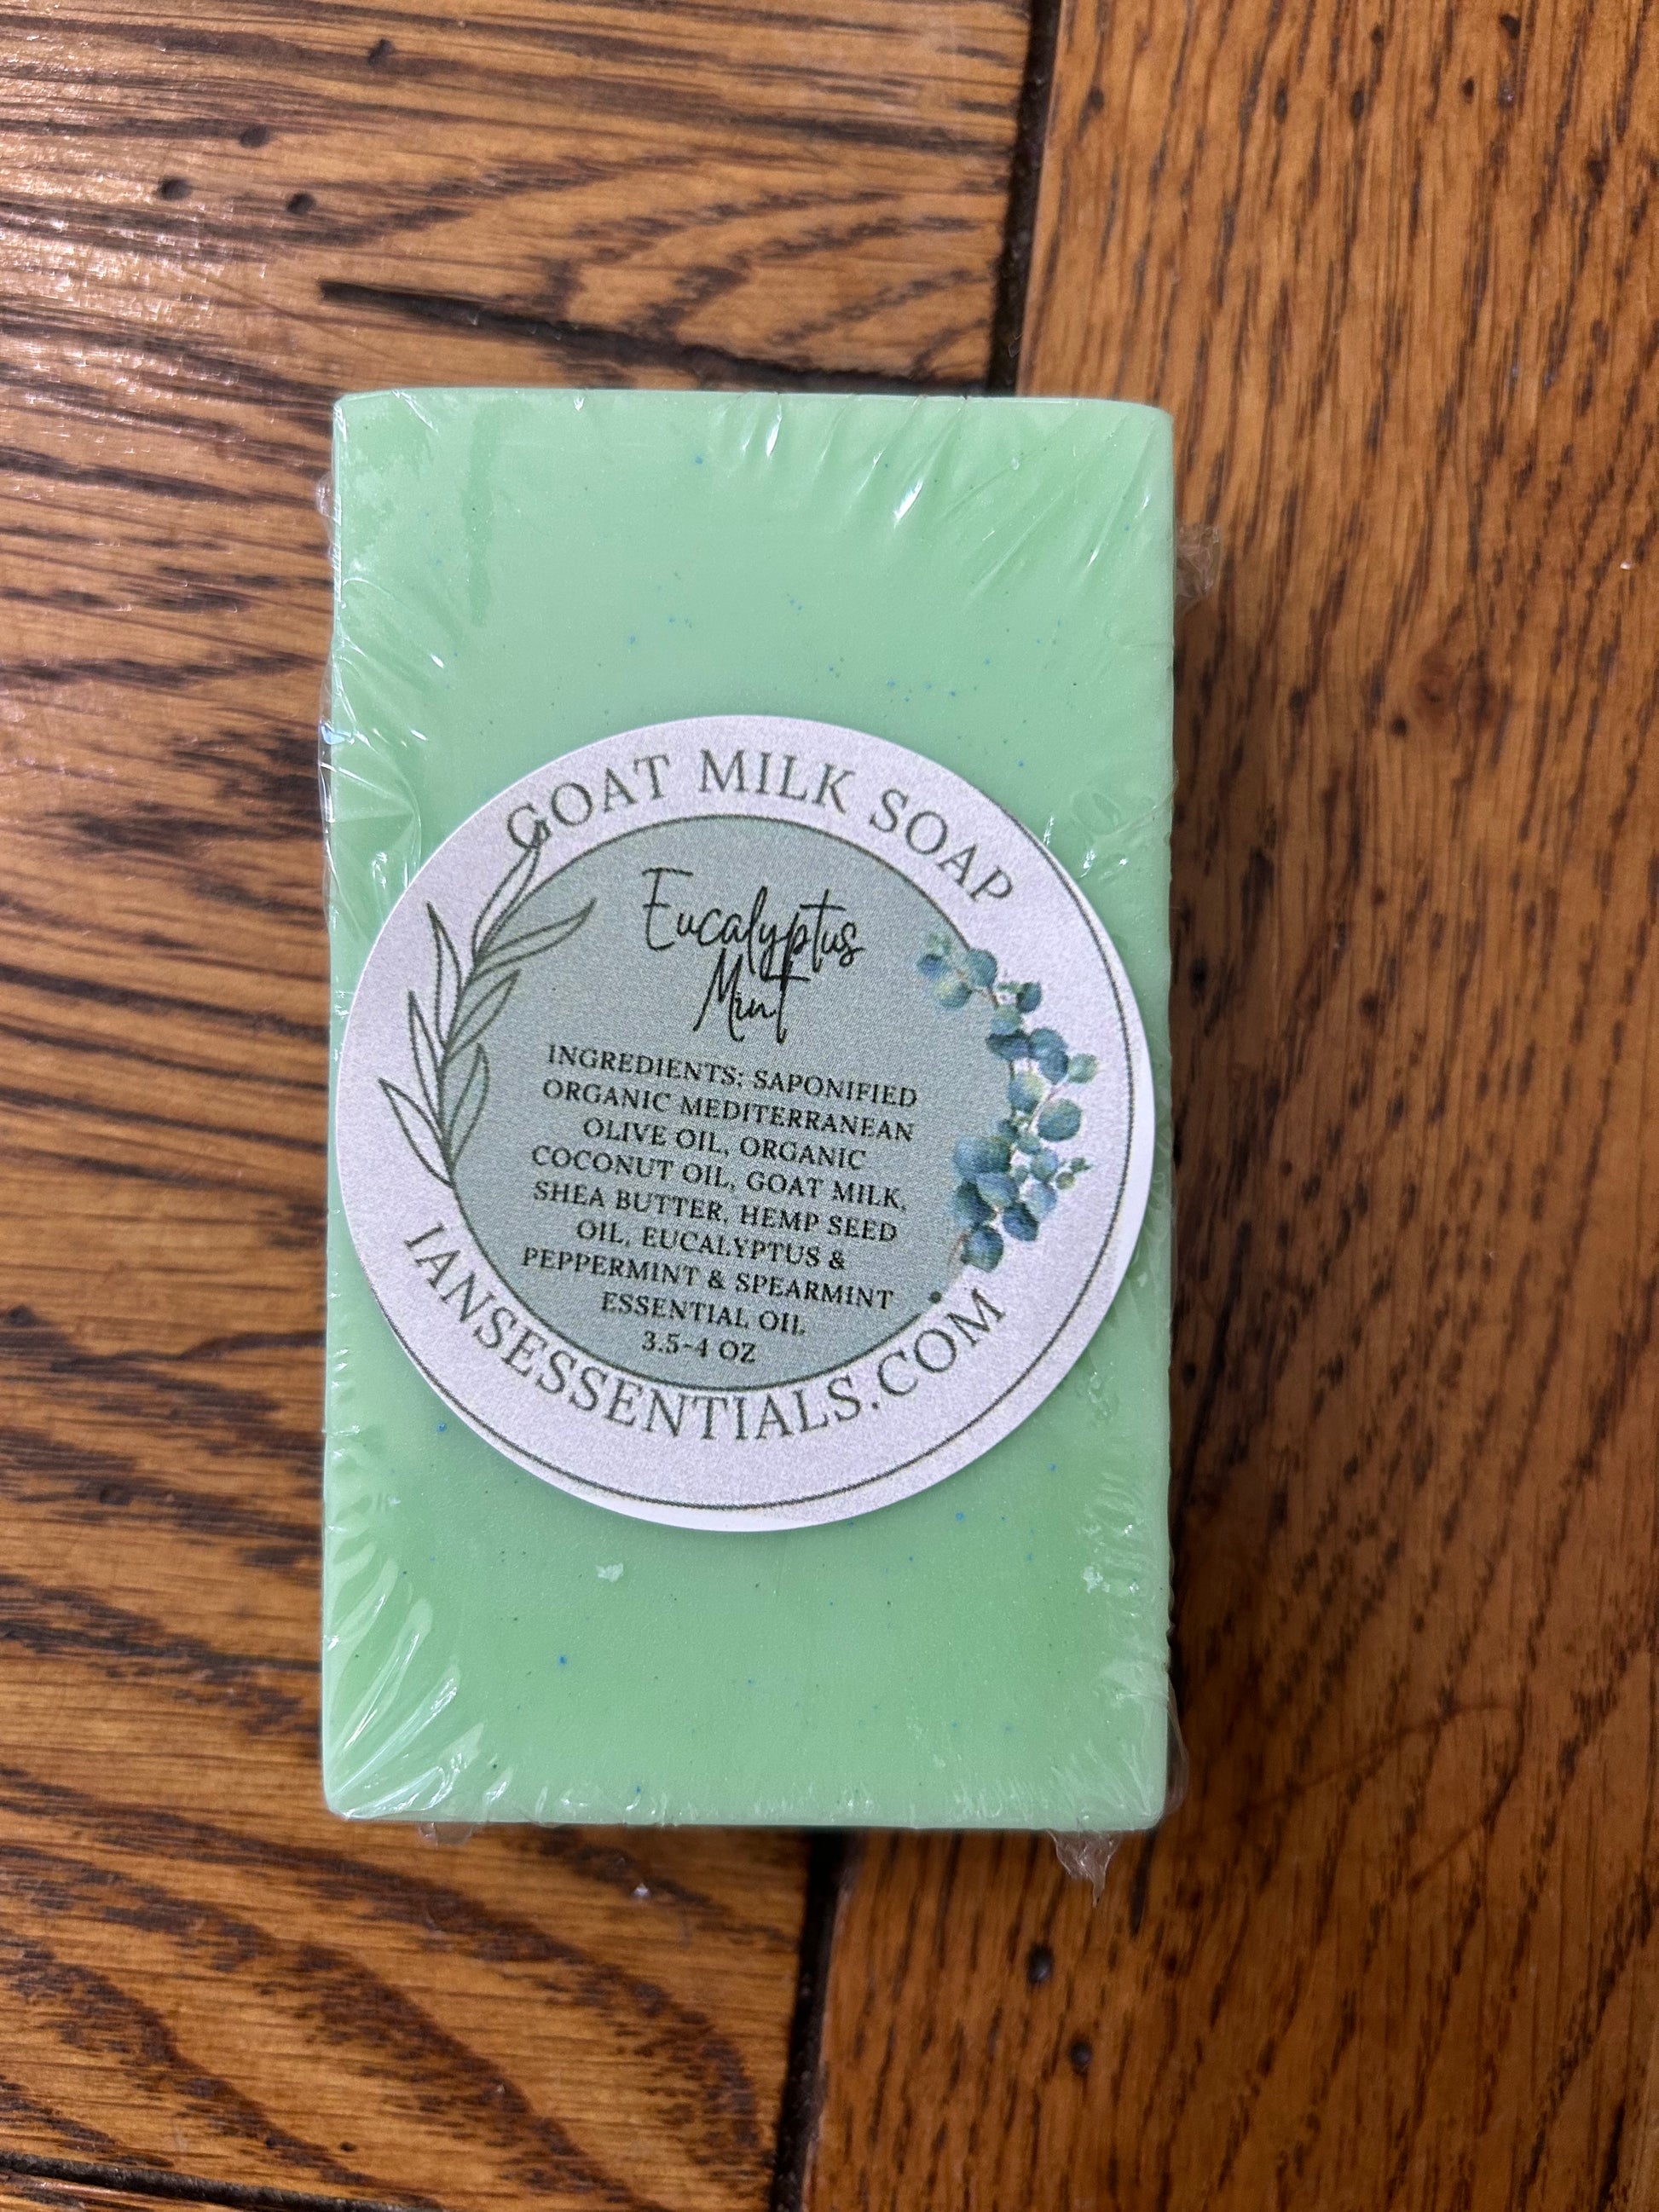 GOAT MILK SOAP
Eucalyptus
Mint
INGREDIENTS: SAPONIFIED
ORGANIC MEDITERRANEAN
OLIVE OIL, ORGANIC
COCONUT OIL, GOAT MILK,
SHEA BUTTER, HEMP SEED
OIL, EUCALYPTUS &
PEPPERMINT & SPEARMINT
ESSENTIAL OIL
3.5-4 OZ
IANSESSENTIALS.COM